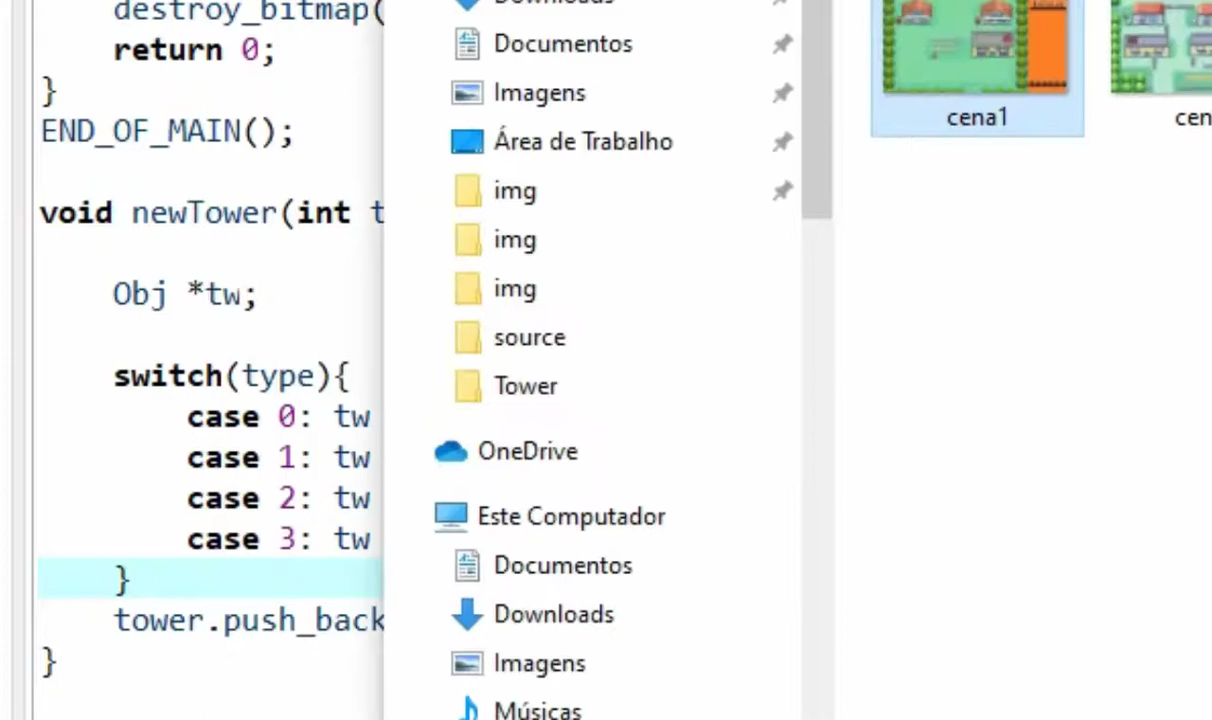 destroy_bitmap(
return 0;
}
END_OF_MAIN();
void newTower(int t
Obj *tw;
switch(type){
case 0: tw
case 1: tw
case 2: tw
case 3: tw
}
tower.push_back
}
Downloads
Documentos
Imagens
Área de Trabalho
img
img
img
source
Tower
OneDrive
Este Computador
Documentos
Downloads
Imagens
Músicas
cena1
cen